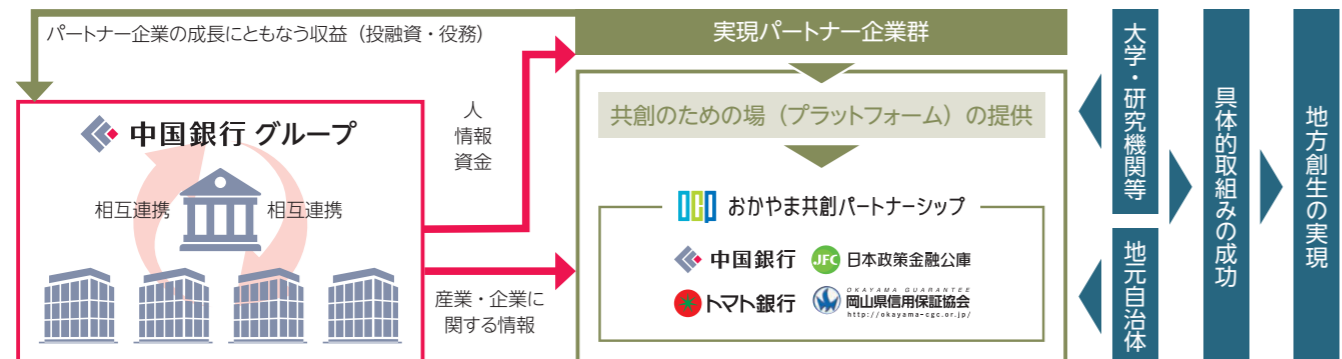 パートナー企業の成長にともなう収益（投融資・役務）
中国銀行 グループ
相互連携
相互連携
人
情報
資金
産業・企業に
関する情報
実現パートナー企業群
共創のための場（プラットフォーム）の提供
OCP おかやま共創パートナーシップ
中国銀行
JFC 日本政策金融公庫
トマト銀行
OKAYAMA GUARANTEE
岡山県信用保証協会
http://okayama-cgc.or.jp/
大学・研究機関等
地元自治体
具体的取組みの成功
地方創生の実現